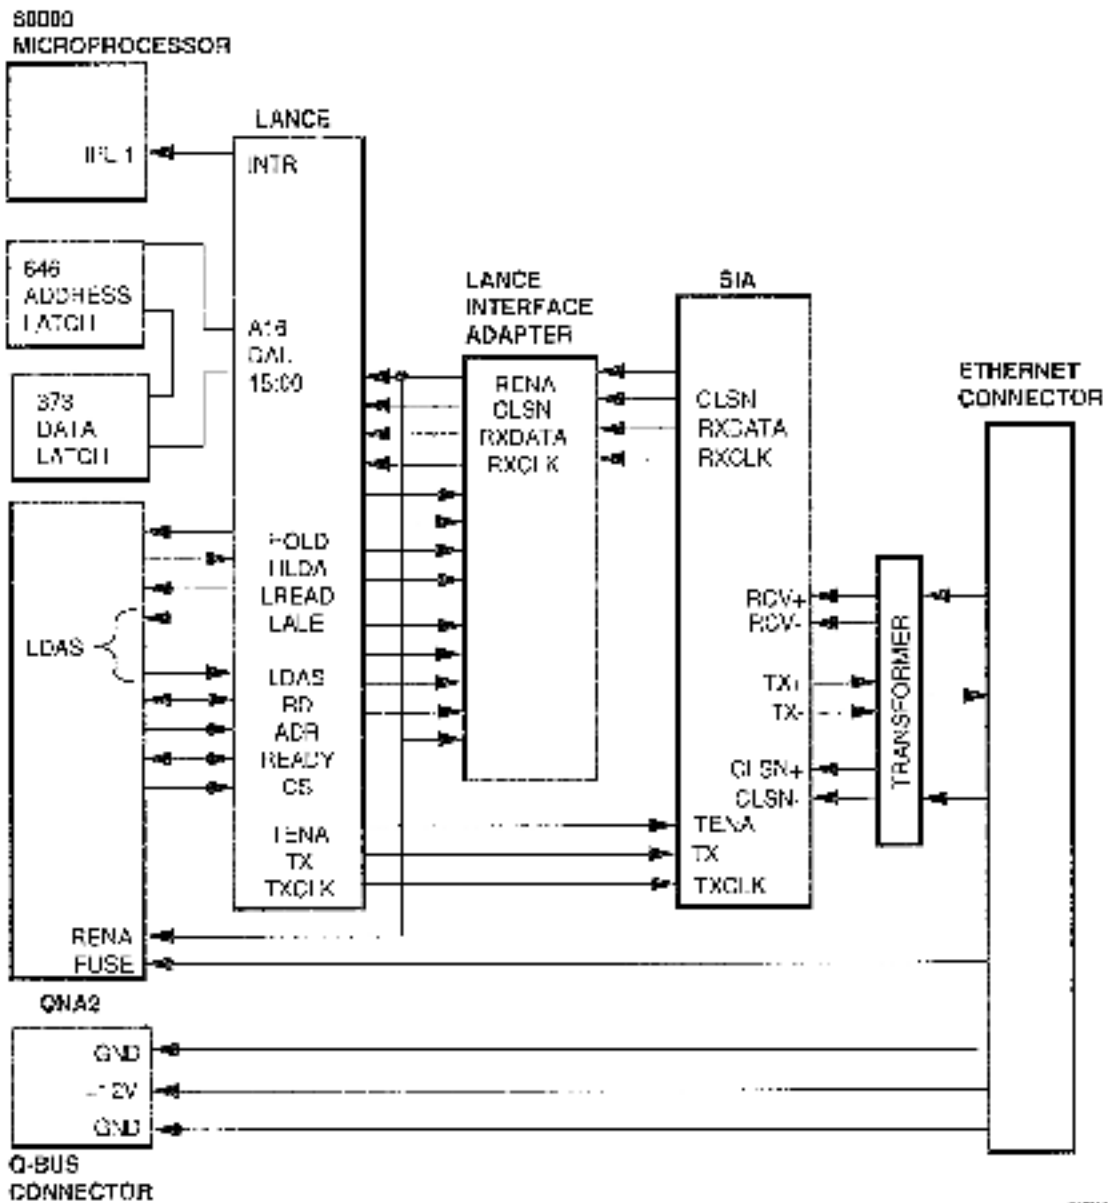 MICROPROCESSOR
LANCE
INTR
646
ADDRESS
LATCH
A16
DAL
15:00
373
DATA
LATCH
LANCE
INTERFACE
ADAPTER
RENA
CLSN
RXDATA
RXCLK
SIA
CLSN
RXDATA
RXCLK
ETHERNET
CONNECTOR
HOLD
HLDA
LREAD
LALE
LDAS
LDAS
RD
ADR
READY
CS
TENA
TX
TXCLK
RCV+
RCV-
TX+
TX-
CLSN+
CLSN-
TENA
TX
TXCLK
TRANSFORMER
RENA
FUSE
QNA2
GND
GND
Q-BUS
CONNECTOR